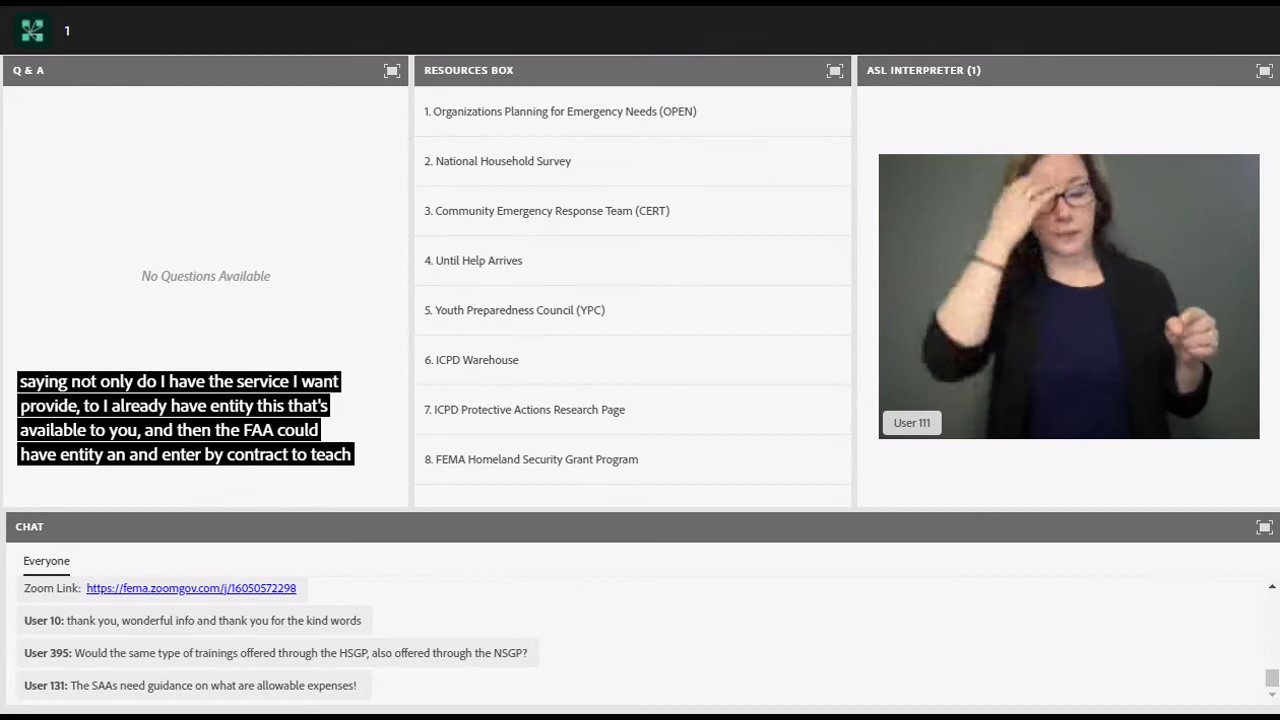 1
Q & A
No Questions Available
saying not only do I have the service I want
provide, to I already have entity this that's
available to you, and then the FAA could
have entity an and enter by contract to teach
RESOURCES BOX
1. Organizations Planning for Emergency Needs (OPEN)
2. National Household Survey
3. Community Emergency Response Team (CERT)
4. Until Help Arrives
5. Youth Preparedness Council (YPC)
6. ICPD Warehouse
7. ICPD Protective Actions Research Page
8. FEMA Homeland Security Grant Program
ASL INTERPRETER (1)
User 111
CHAT
Everyone
Zoom Link: https://fema.zoomgov.com/j/16050572298
User 10: thank you, wonderful info and thank you for the kind words
User 395: Would the same type of trainings offered through the HSGP, also offered through the NSGP?
User 131: The SAAs need guidance on what are allowable expenses!